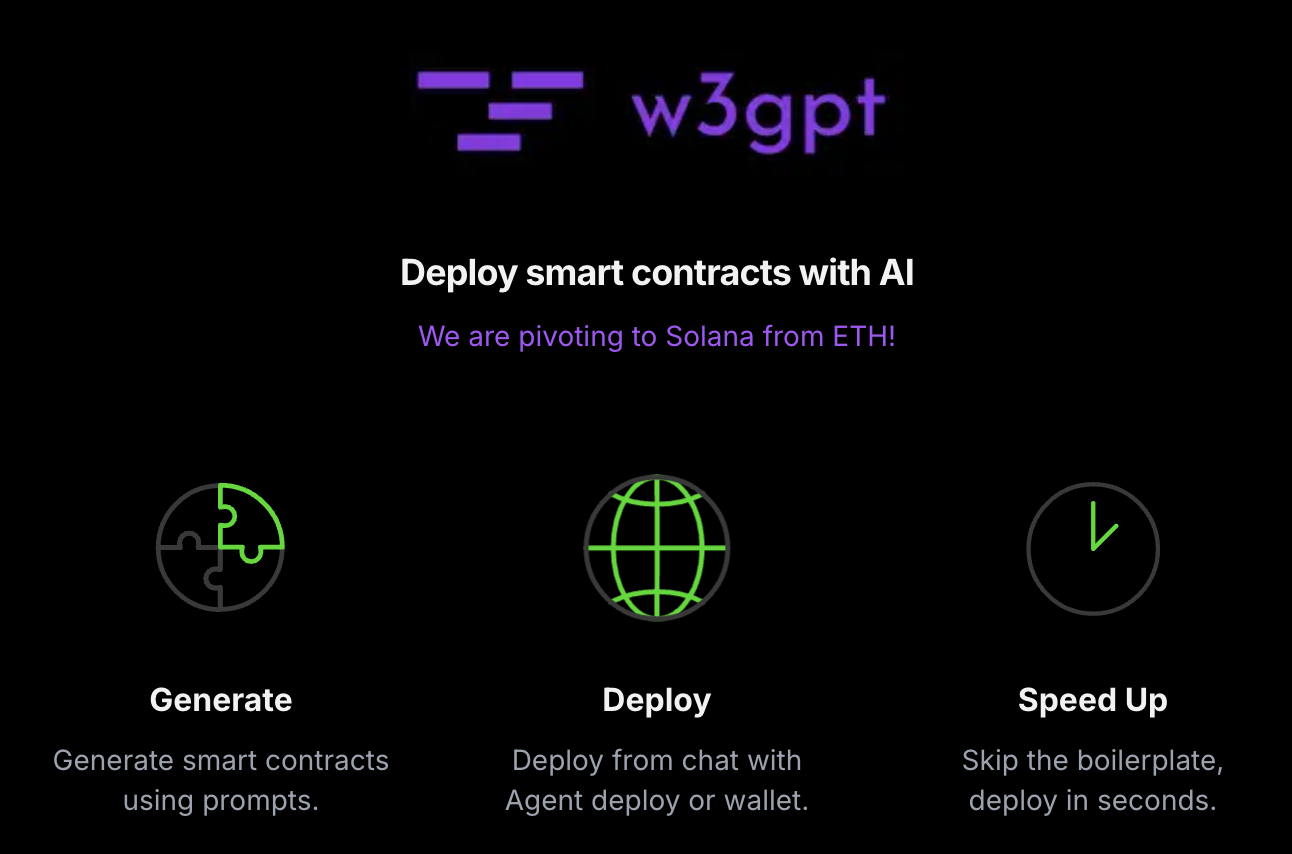 w3gpt
Deploy smart contracts with AI
We are pivoting to Solana from ETH!
Generate
Generate smart contracts
using prompts.
Deploy
Deploy from chat with
Agent deploy or wallet.
Speed Up
Skip the boilerplate,
deploy in seconds.